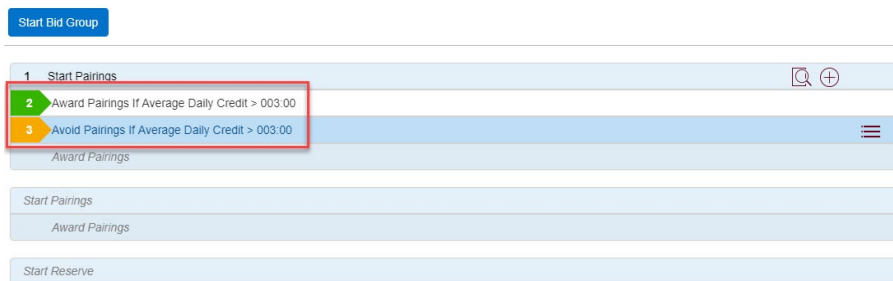 Start Bid Group
1 Start Pairings
2 Award Pairings If Average Daily Credit > 003:00
3 Avoid Pairings If Average Daily Credit > 003:00
Award Pairings
Start Pairings
Award Pairings
Start Reserve